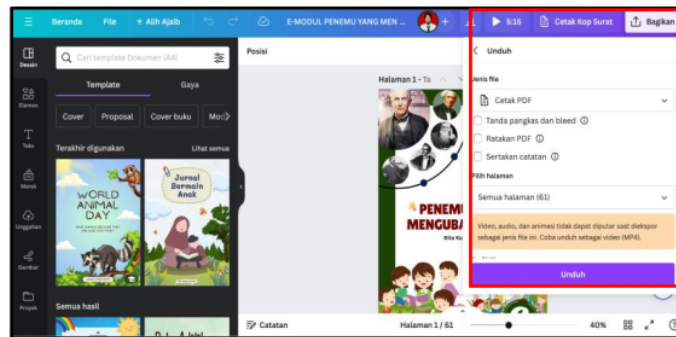 Beranda File Alih Ajaib E-MODUL PENEMU YANG MEN ... 5:15 Cetak Kop Surat Bagikan
Desain
Elemen
Teks
Merek
Unggahan
Gambar
Proyek
Cari template Dokumen (A4)
Template Gaya
Cover Proposal Cover buku
Terakhir digunakan Lihat semua
WORLD
ANIMAL
DAY
Jurnal
Bermain
Anak
Semua hasil
Posisi
Halaman 1 - Ta
PENEMU
MENGUBA
Dita Ku
Catatan Halaman 1 / 61 40%
Unduh
Jenis file
Cetak PDF
Tanda pangkas dan bleed
Ratakan PDF
Sertakan catatan
Pilih halaman
Semua halaman (61)
Video, audio, dan animasi tidak dapat diputar saat diekspor
sebagai jenis file ini. Coba unduh sebagai video (MP4).
Unduh